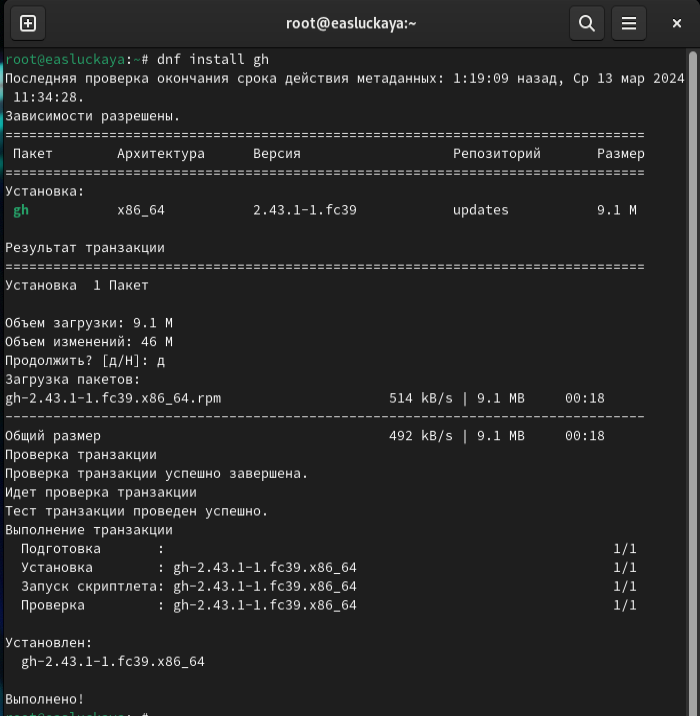 root@easluckaya:~
root@easluckaya:~# dnf install gh
Последняя проверка окончания срока действия метаданных: 1:19:09 назад, Ср 13 мар 2024
11:34:28.
Зависимости разрешены.
================================================================================
Пакет Архитектура Версия Репозиторий Размер
================================================================================
Установка:
gh x86_64 2.43.1-1.fc39 updates 9.1 M
Результат транзакции
================================================================================
Установка 1 Пакет
Объем загрузки: 9.1 M
Объем изменений: 46 M
Продолжить? [д/Н]: д
Загрузка пакетов:
gh-2.43.1-1.fc39.x86_64.rpm 514 kB/s | 9.1 MB 00:18
--------------------------------------------------------------------------------
Общий размер 492 kB/s | 9.1 MB 00:18
Проверка транзакции
Проверка транзакции успешно завершена.
Идет проверка транзакции
Тест транзакции проведен успешно.
Выполнение транзакции
Подготовка : 1/1
Установка : gh-2.43.1-1.fc39.x86_64 1/1
Запуск скриптлета: gh-2.43.1-1.fc39.x86_64 1/1
Проверка : gh-2.43.1-1.fc39.x86_64 1/1
Установлен:
gh-2.43.1-1.fc39.x86_64
Выполнено!
root@easluckaya:~#